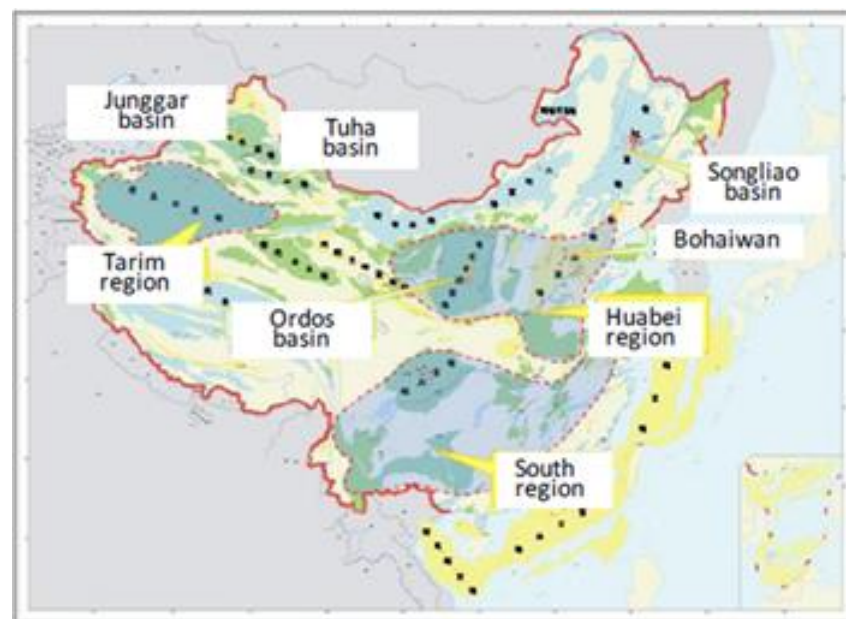 Junggar
basin
Tuha
basin
Songliao
basin
Bohaiwan
Tarim
region
Ordos
basin
Huabei
region
South
region